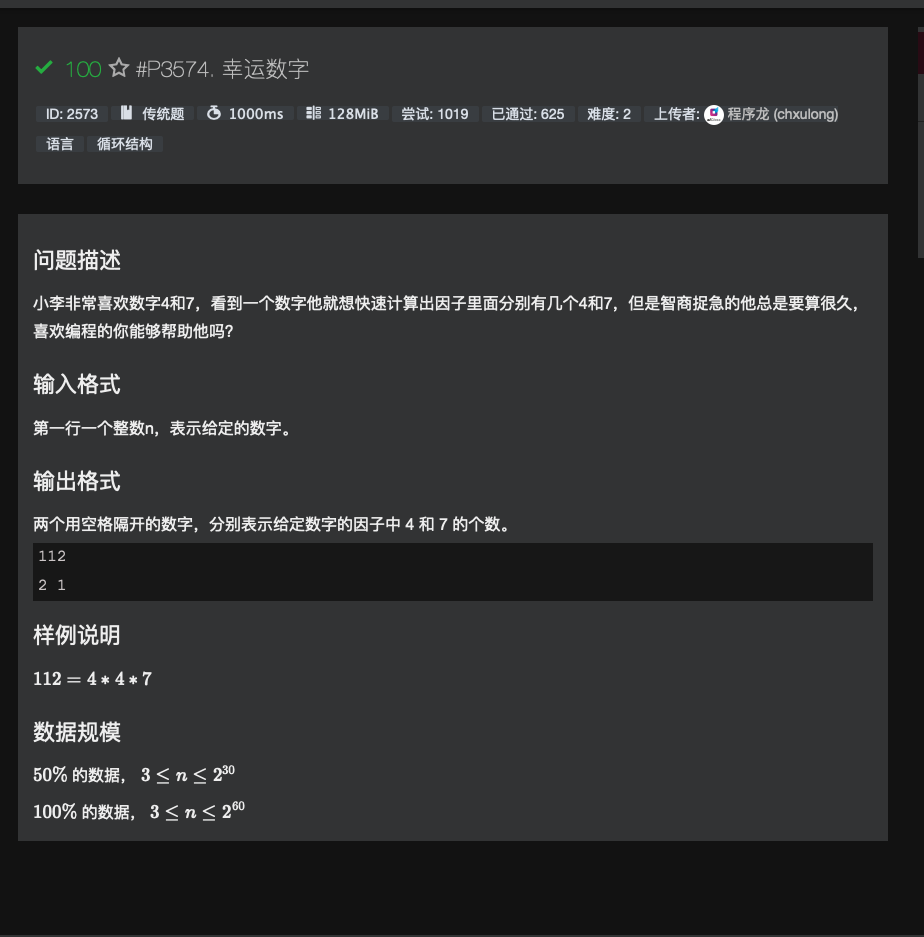 100 #P3574. 幸运数字
ID: 2573 传统题 1000ms 128MiB 尝试: 1019 已通过: 625 难度: 2 上传者: 程序龙 (chxulong)
语言 循环结构
问题描述
小李非常喜欢数字4和7，看到一个数字他就想快速计算出因子里面分别有几个4和7，但是智商捉急的他总是要算很久，
喜欢编程的你能够帮助他吗?
输入格式
第一行一个整数n，表示给定的数字。
输出格式
两个用空格隔开的数字，分别表示给定数字的因子中 4 和 7 的个数。
112
2 1
样例说明
112 = 4 * 4 * 7
数据规模
50% 的数据， 3 ≤ n ≤ 2^30
100% 的数据， 3 ≤ n ≤ 2^60